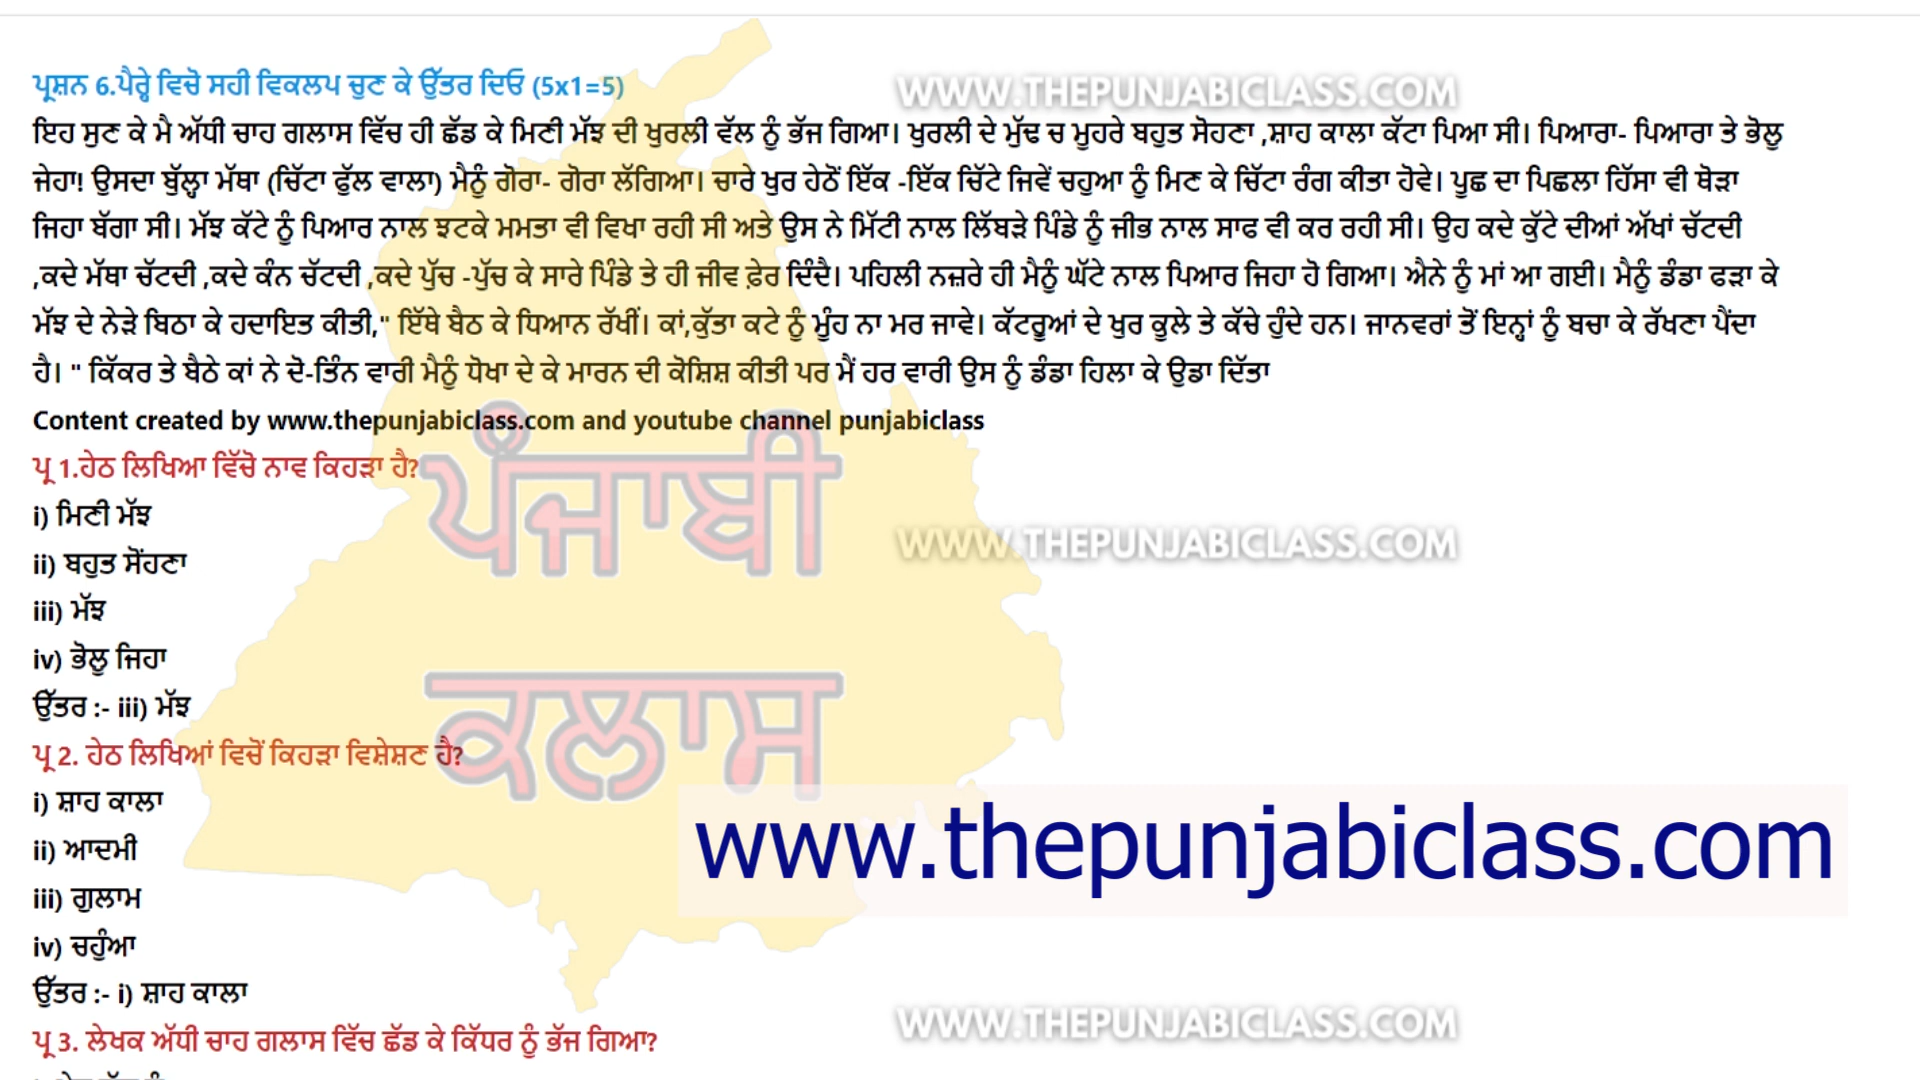 ਪ੍ਰਸ਼ਨ 6.ਪੈਰ੍ਹੇ ਵਿਚੋ ਸਹੀ ਵਿਕਲਪ ਚੁਣ ਕੇ ਉੱਤਰ ਦਿਓ (5x1=5)
WWW.THEPUNJABICLASS.COM
ਇਹ ਸੁਣ ਕੇ ਮੈ ਅੱਧੀ ਚਾਹ ਗਲਾਸ ਵਿੱਚ ਹੀ ਛੱਡ ਕੇ ਮਿਣੀ ਮੱਝ ਦੀ ਖੁਰਲੀ ਵੱਲ ਨੂੰ ਭੱਜ ਗਿਆ। ਖੁਰਲੀ ਦੇ ਮੁੱਢ ਚ ਮੂਹਰੇ ਬਹੁਤ ਸੋਹਣਾ ,ਸ਼ਾਹ ਕਾਲਾ ਕੱਟਾ ਪਿਆ ਸੀ। ਪਿਆਰਾ- ਪਿਆਰਾ ਤੇ ਭੋਲੂ
ਜੇਹਾ! ਉਸਦਾ ਬੁੱਲ੍ਹਾ ਮੱਥਾ (ਚਿੱਟਾ ਫੁੱਲ ਵਾਲਾ) ਮੈਨੂੰ ਗੋਰਾ- ਗੋਰਾ ਲੱਗਿਆ। ਚਾਰੇ ਖੁਰ ਹੇਠੋਂ ਇੱਕ -ਇੱਕ ਚਿੱਟੇ ਜਿਵੇਂ ਚਹੁਆ ਨੂੰ ਮਿਣ ਕੇ ਚਿੱਟਾ ਰੰਗ ਕੀਤਾ ਹੋਵੇ। ਪੂਛ ਦਾ ਪਿਛਲਾ ਹਿੱਸਾ ਵੀ ਥੋੜਾ
ਜਿਹਾ ਬੱਗਾ ਸੀ। ਮੱਝ ਕੱਟੇ ਨੂੰ ਪਿਆਰ ਨਾਲ ਝਟਕੇ ਮਮਤਾ ਵੀ ਵਿਖਾ ਰਹੀ ਸੀ ਅਤੇ ਉਸ ਨੇ ਮਿੱਟੀ ਨਾਲ ਲਿੱਬੜੇ ਪਿੰਡੇ ਨੂੰ ਜੀਭ ਨਾਲ ਸਾਫ ਵੀ ਕਰ ਰਹੀ ਸੀ। ਉਹ ਕਦੇ ਕੁੱਟੇ ਦੀਆਂ ਅੱਖਾਂ ਚੱਟਦੀ
,ਕਦੇ ਮੱਥਾ ਚੱਟਦੀ ,ਕਦੇ ਕੰਨ ਚੱਟਦੀ ,ਕਦੇ ਪੁੱਚ -ਪੁੱਚ ਕੇ ਸਾਰੇ ਪਿੰਡੇ ਤੇ ਹੀ ਜੀਵ ਫ਼ੇਰ ਦਿੰਦੈ। ਪਹਿਲੀ ਨਜ਼ਰੇ ਹੀ ਮੈਨੂੰ ਘੱਟੇ ਨਾਲ ਪਿਆਰ ਜਿਹਾ ਹੋ ਗਿਆ। ਐਨੇ ਨੂੰ ਮਾਂ ਆ ਗਈ। ਮੈਨੂੰ ਡੰਡਾ ਫੜਾ ਕੇ
ਮੱਝ ਦੇ ਨੇੜੇ ਬਿਠਾ ਕੇ ਹਦਾਇਤ ਕੀਤੀ," ਇੱਥੇ ਬੈਠ ਕੇ ਧਿਆਨ ਰੱਖੀਂ। ਕਾਂ,ਕੁੱਤਾ ਕਟੇ ਨੂੰ ਮੂੰਹ ਨਾ ਮਰ ਜਾਵੇ। ਕੱਟਰੂਆਂ ਦੇ ਖੁਰ ਕੂਲੇ ਤੇ ਕੱਚੇ ਹੁੰਦੇ ਹਨ। ਜਾਨਵਰਾਂ ਤੋਂ ਇਨ੍ਹਾਂ ਨੂੰ ਬਚਾ ਕੇ ਰੱਖਣਾ ਪੈਂਦਾ
ਹੈ। " ਕਿੱਕਰ ਤੇ ਬੈਠੇ ਕਾਂ ਨੇ ਦੋ-ਤਿੰਨ ਵਾਰੀ ਮੈਨੂੰ ਧੋਖਾ ਦੇ ਕੇ ਮਾਰਨ ਦੀ ਕੋਸ਼ਿਸ਼ ਕੀਤੀ ਪਰ ਮੈਂ ਹਰ ਵਾਰੀ ਉਸ ਨੂੰ ਡੰਡਾ ਹਿਲਾ ਕੇ ਉਡਾ ਦਿੱਤਾ
Content created by www.thepunjabiclass.com and youtube channel punjabiclass
ਪ੍ਰ 1.ਹੇਠ ਲਿਖਿਆ ਵਿੱਚੋ ਨਾਵ ਕਿਹੜਾ ਹੈ?
i) ਮਿਣੀ ਮੱਝ
ਪੰਜਾਬੀ
WWW.THEPUNJABICLASS.COM
ii) ਬਹੁਤ ਸੋਂਹਣਾ
iii) ਮੱਝ
iv) ਭੋਲੂ ਜਿਹਾ
ਉੱਤਰ :- iii) ਮੱਝ
ਕਲਾਸ
ਪ੍ਰ 2. ਹੇਠ ਲਿਖਿਆਂ ਵਿਚੋਂ ਕਿਹੜਾ ਵਿਸ਼ੇਸ਼ਣ ਹੈ?
i) ਸ਼ਾਹ ਕਾਲਾ
ii) ਆਦਮੀ
www.thepunjabiclass.com
iii) ਗੁਲਾਮ
iv) ਚਹੁੰਆ
ਉੱਤਰ :- i) ਸ਼ਾਹ ਕਾਲਾ
WWW.THEPUNJABICLASS.COM
ਪ੍ਰ 3. ਲੇਖਕ ਅੱਧੀ ਚਾਹ ਗਲਾਸ ਵਿੱਚ ਛੱਡ ਕੇ ਕਿੱਧਰ ਨੂੰ ਭੱਜ ਗਿਆ?